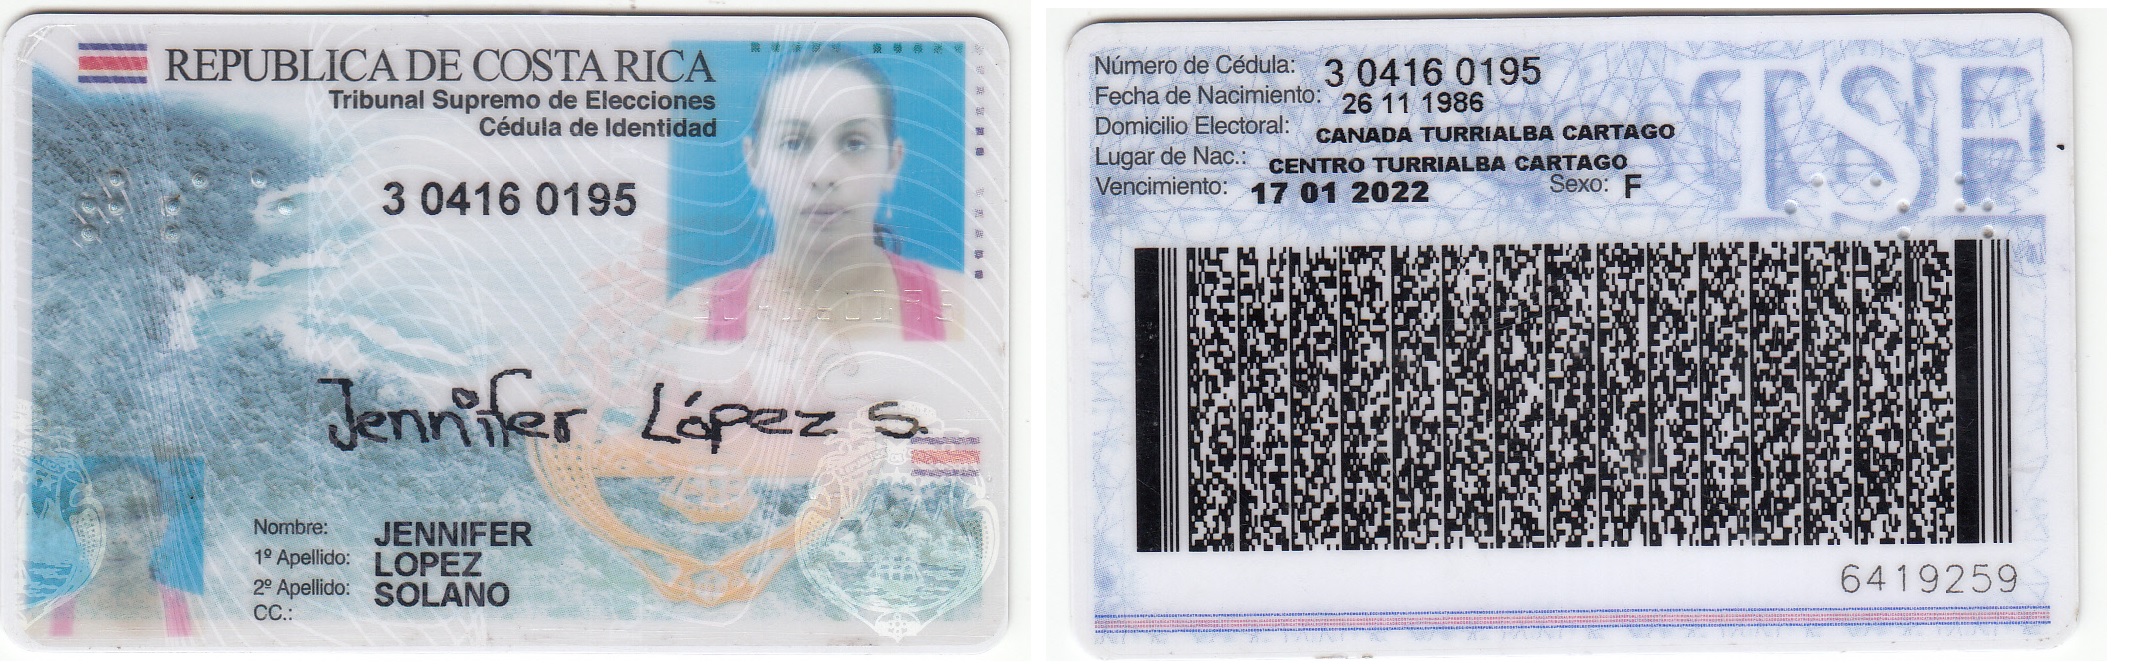 REPUBLICA DE COSTA RICA
Tribunal Supremo de Elecciones
Cédula de Identidad
3 0416 0195
Jennifer López S.
Nombre: JENNIFER
1º Apellido: LOPEZ
2º Apellido: SOLANO
CC.:
Número de Cédula: 3 0416 0195
Fecha de Nacimiento: 26 11 1986
Domicilio Electoral: CANADA TURRIALBA CARTAGO
Lugar de Nac.: CENTRO TURRIALBA CARTAGO
Vencimiento: 17 01 2022 Sexo: F
TSE
6419259